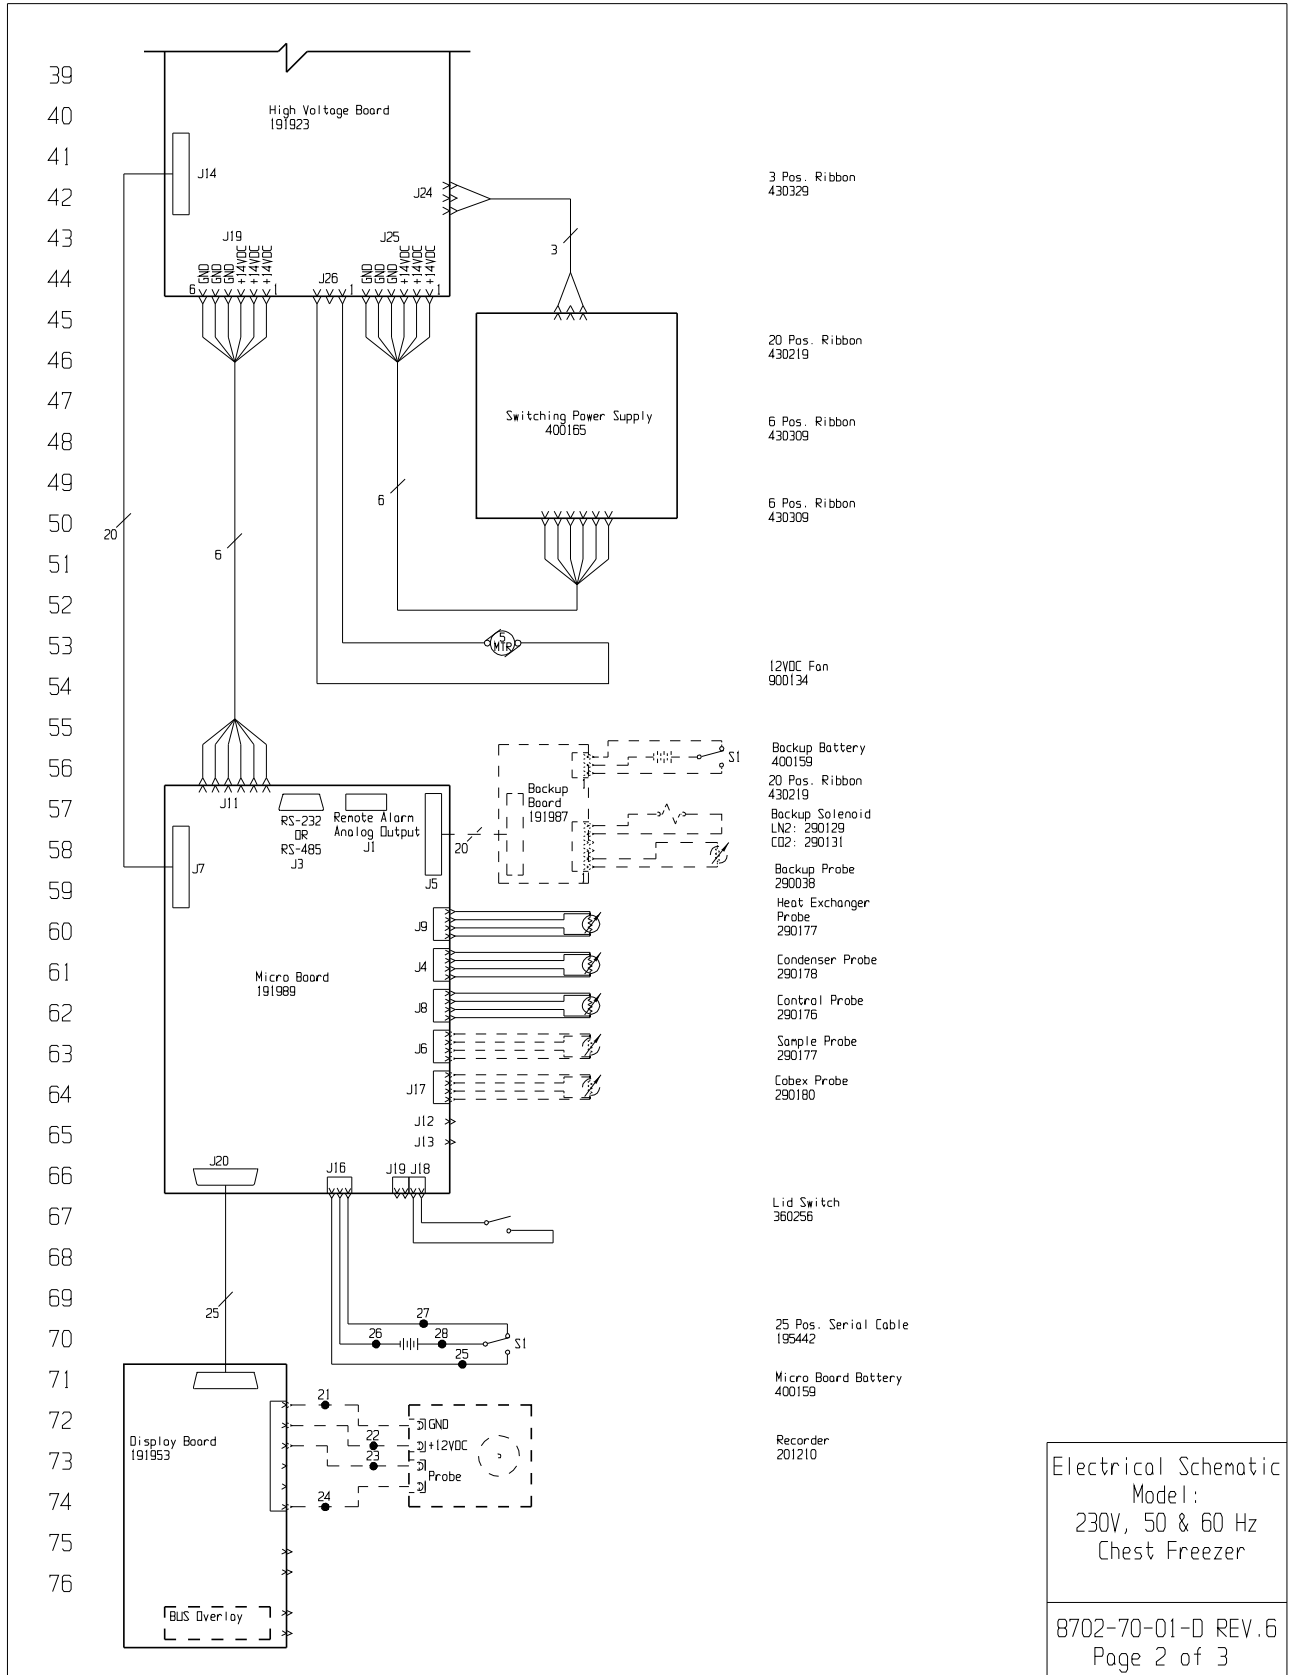 39
40
High Voltage Board
191923
41
J14
3 Pos. Ribbon
430329
42
J24
43
J19
J25
3
GND
GND
GND
+14VDC
+14VDC
+14VDC
GND
GND
GND
+14VDC
+14VDC
+14VDC
44
6
1
J26
1
1
45
20 Pos. Ribbon
430219
46
47
Switching Power Supply
400165
6 Pos. Ribbon
430309
48
49
6
6 Pos. Ribbon
430309
50
20
6
51
52
53
5
MTR
12VDC Fan
900134
54
55
Backup Battery
400159
S1
56
20 Pos. Ribbon
430219
1
Backup
Board
191987
57
J11
RS-232
OR
RS-485
J3
Remote Alarm
Analog Output
J1
Backup Solenoid
LN2: 290129
CO2: 290131
58
20
J7
J5
1
Backup Probe
290038
59
Heat Exchanger
Probe
290177
60
J9
61
J4
Condenser Probe
290178
Micro Board
191989
62
J8
Control Probe
290176
63
J6
Sample Probe
290177
64
J17
Cobex Probe
290180
J12
65
J13
66
J20
J16
J19
J18
67
Lid Switch
360256
68
69
25
27
25 Pos. Serial Cable
195442
70
26
28
S1
25
71
Micro Board Battery
400159
21
72
GND
Display Board
191953
22
+12VDC
Recorder
201210
73
23
Probe
74
24
75
76
BUS Overlay
Electrical Schematic
Model:
230V, 50 & 60 Hz
Chest Freezer
8702-70-01-D REV.6
Page 2 of 3